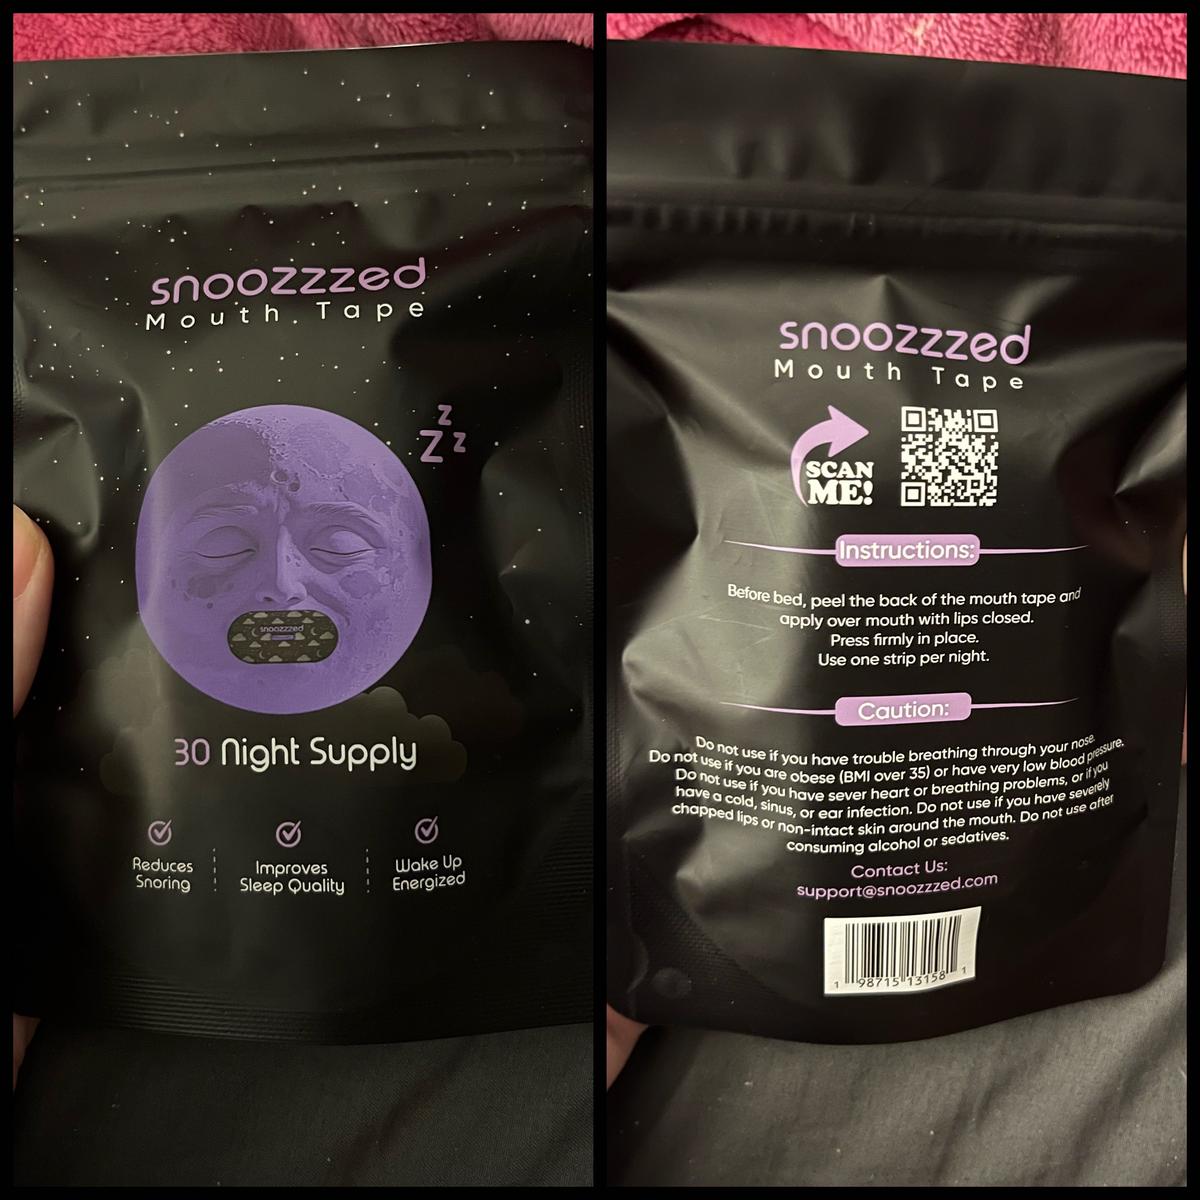 snoozzzed
Mouth Tape
z
Z z
snoozzzed
30 Night Supply
Reduces
Snoring
Improves
Sleep Quality
Wake Up
Energized
snoozzzed
Mouth Tape
SCAN
ME!
Instructions:
Before bed, peel the back of the mouth tape and
apply over mouth with lips closed.
Press firmly in place.
Use one strip per night.
Caution:
Do not use if you have trouble breathing through your nose.
Do not use if you are obese (BMI over 35) or have very low blood pressure.
Do not use if you have sever heart or breathing problems, or if you
have a cold, sinus, or ear infection. Do not use if you have severely
chapped lips or non-intact skin around the mouth. Do not use after
consuming alcohol or sedatives.
Contact Us:
support@snoozzzed.com
1 98715 13158 1